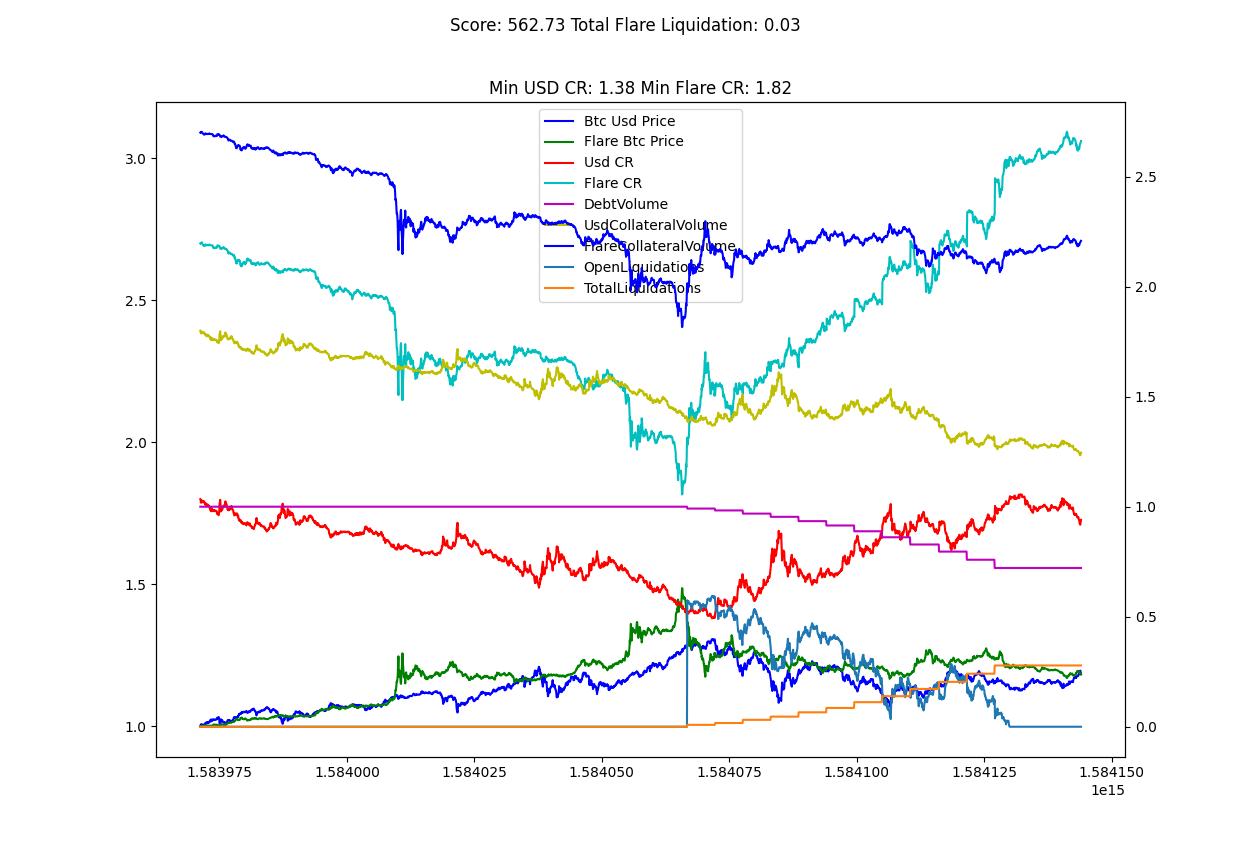 Score: 562.73 Total Flare Liquidation: 0.03
Min USD CR: 1.38 Min Flare CR: 1.82
Btc Usd Price
Flare Btc Price
Usd CR
Flare CR
DebtVolume
UsdCollateralVolume
FlareCollateralVolume
OpenLiquidations
TotalLiquidations
3.0
2.5
2.0
1.5
1.0
2.5
2.0
1.5
1.0
0.5
0.0
1.583975 1.584000 1.584025 1.584050 1.584075 1.584100 1.584125 1.584150
1e15